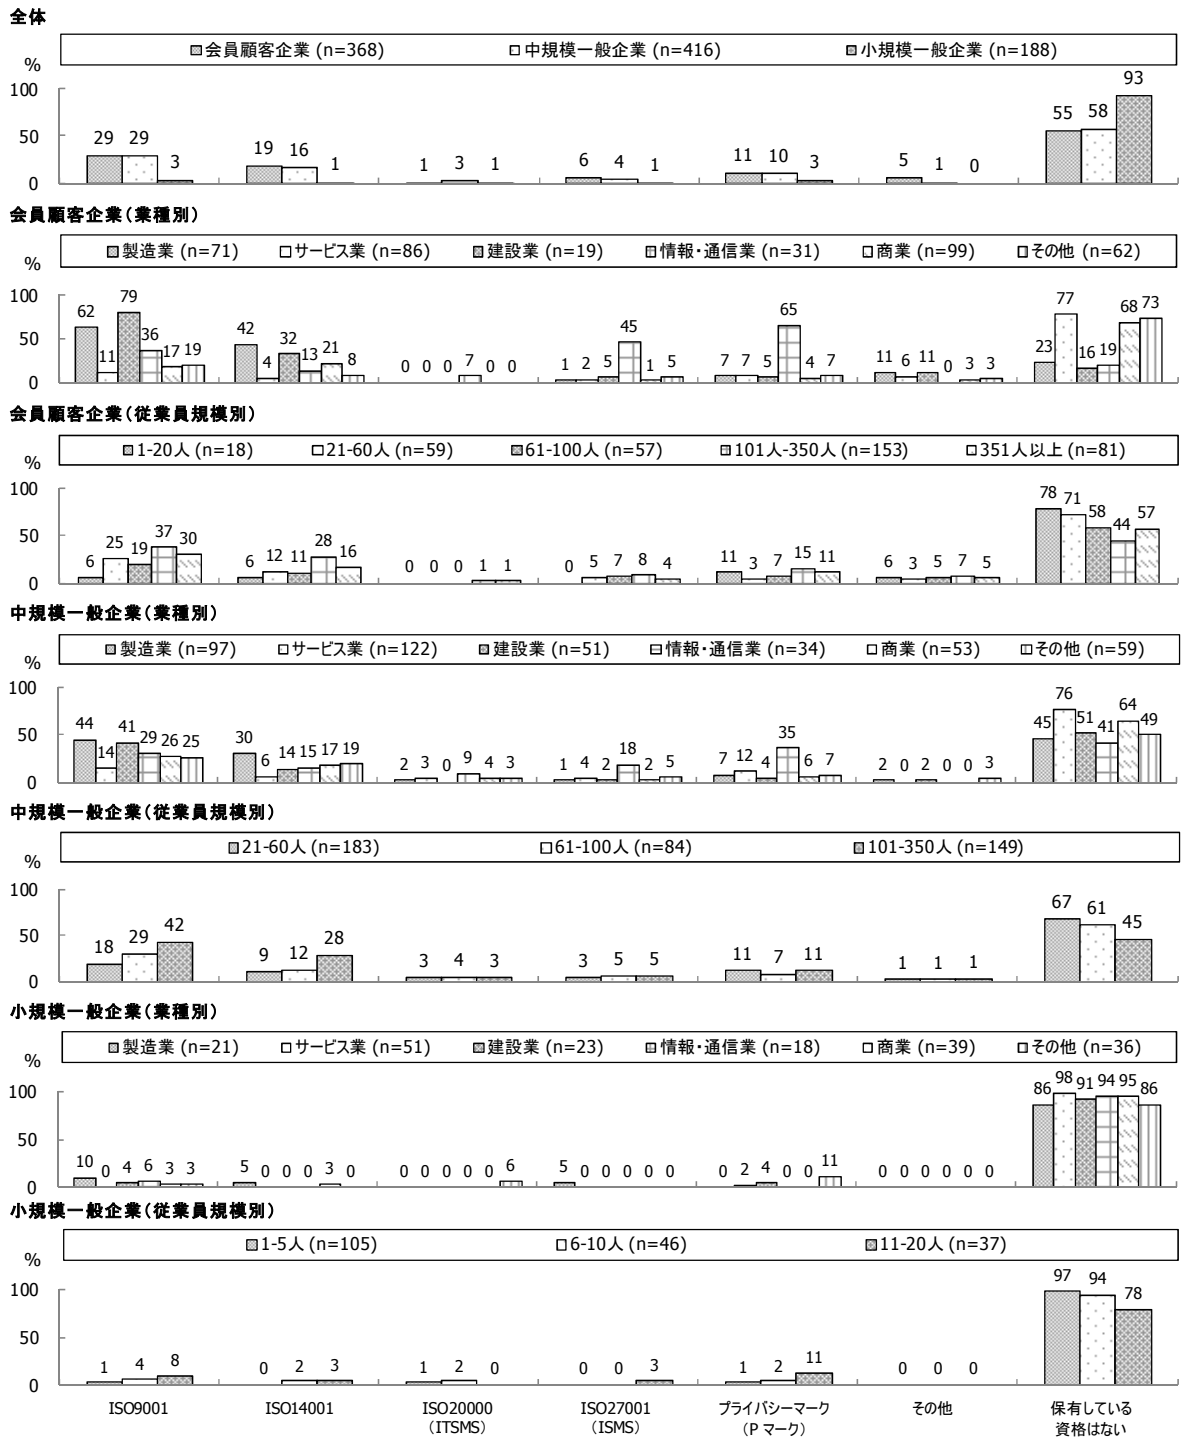 全体
会員顧客企業 (n=368) 中規模一般企業 (n=416) 小規模一般企業 (n=188)
%
100
50
0
29 29 3 19 16 1 1 3 1 6 4 1 11 10 3 5 1 0 55 58 93
会員顧客企業(業種別)
製造業 (n=71) サービス業 (n=86) 建設業 (n=19) 情報・通信業 (n=31) 商業 (n=99) その他 (n=62)
%
100
50
0
62 11 79 36 17 19 42 4 32 13 21 8 0 0 0 7 0 0 1 2 5 45 1 5 7 7 5 65 4 7 11 6 11 0 3 3 23 77 16 19 68 73
会員顧客企業(従業員規模別)
1-20人 (n=18) 21-60人 (n=59) 61-100人 (n=57) 101人-350人 (n=153) 351人以上 (n=81)
%
100
50
0
6 25 19 37 30 6 12 11 28 16 0 0 0 1 1 0 5 7 8 4 11 3 7 15 11 6 3 5 7 5 78 71 58 44 57
中規模一般企業(業種別)
製造業 (n=97) サービス業 (n=122) 建設業 (n=51) 情報・通信業 (n=34) 商業 (n=53) その他 (n=59)
%
100
50
0
44 14 41 29 26 25 30 6 14 15 17 19 2 3 0 9 4 3 1 4 2 18 2 5 7 12 4 35 6 7 2 0 2 0 0 3 45 76 51 41 64 49
中規模一般企業(従業員規模別)
21-60人 (n=183) 61-100人 (n=84) 101-350人 (n=149)
%
100
50
0
18 29 42 9 12 28 3 4 3 3 5 5 11 7 11 1 1 1 67 61 45
小規模一般企業(業種別)
製造業 (n=21) サービス業 (n=51) 建設業 (n=23) 情報・通信業 (n=18) 商業 (n=39) その他 (n=36)
%
100
50
0
10 0 4 6 3 3 5 0 0 0 3 0 0 0 0 0 0 6 5 0 0 0 0 0 0 2 4 0 0 11 0 0 0 0 0 0 86 98 91 94 95 86
小規模一般企業(従業員規模別)
1-5人 (n=105) 6-10人 (n=46) 11-20人 (n=37)
%
100
50
0
1 4 8 0 2 3 1 2 0 0 0 3 1 2 11 0 0 0 97 94 78
ISO9001 ISO14001 ISO20000 ISO27001 プライバシーマーク その他 保有している
(ITSMS) (ISMS) (Pマーク) 資格はない